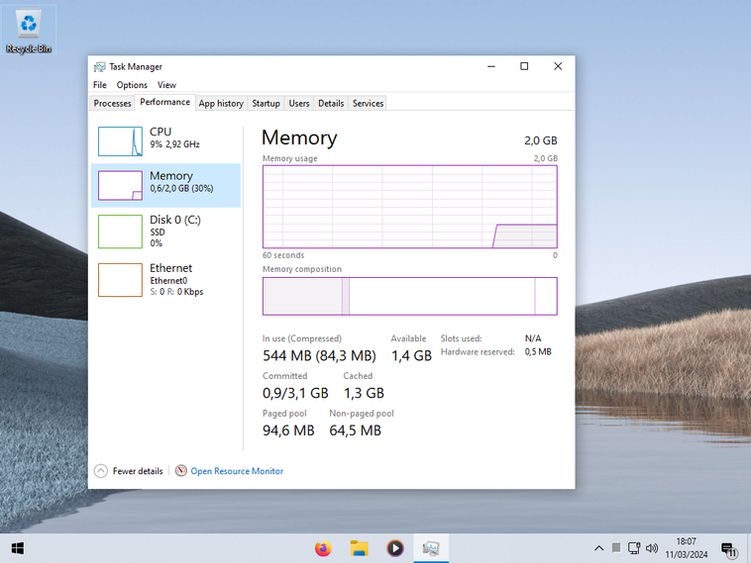 Recycle Bin
Task Manager
File Options View
Processes Performance App history Startup Users Details Services
CPU
9% 2,92 GHz
Memory
0,6/2,0 GB (30%)
Disk 0 (C:)
SSD
0%
Ethernet
Ethernet0
S: 0 R: 0 Kbps
Memory 2,0 GB
Memory usage 2,0 GB
60 seconds 0
Memory composition
In use (Compressed) Available Slots used: N/A
544 MB (84,3 MB) 1,4 GB Hardware reserved: 0,5 MB
Committed Cached
0,9/3,1 GB 1,3 GB
Paged pool Non-paged pool
94,6 MB 64,5 MB
Fewer details Open Resource Monitor
18:07
11/03/2024
11